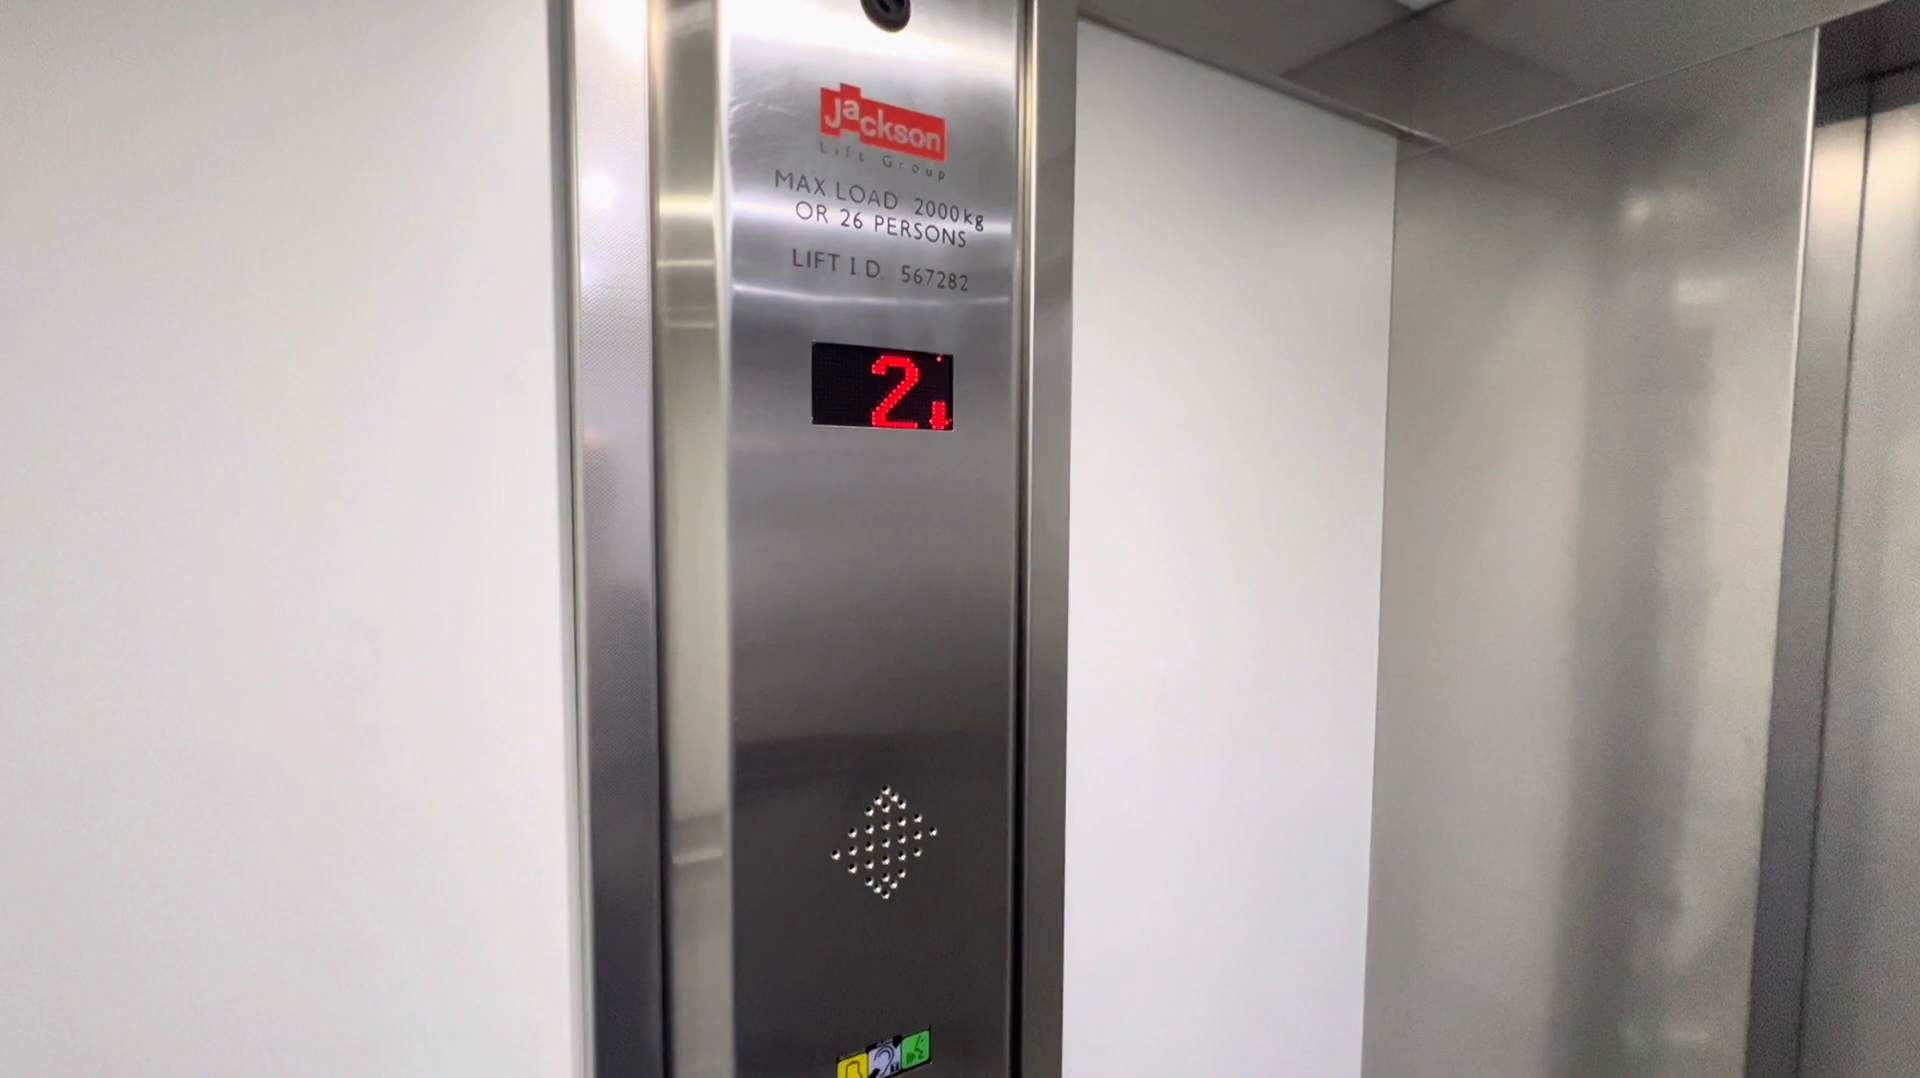 jackson
Lift Group
MAX. LOAD 2000kg
OR 26 PERSONS
LIFT I.D. 567282
2↓